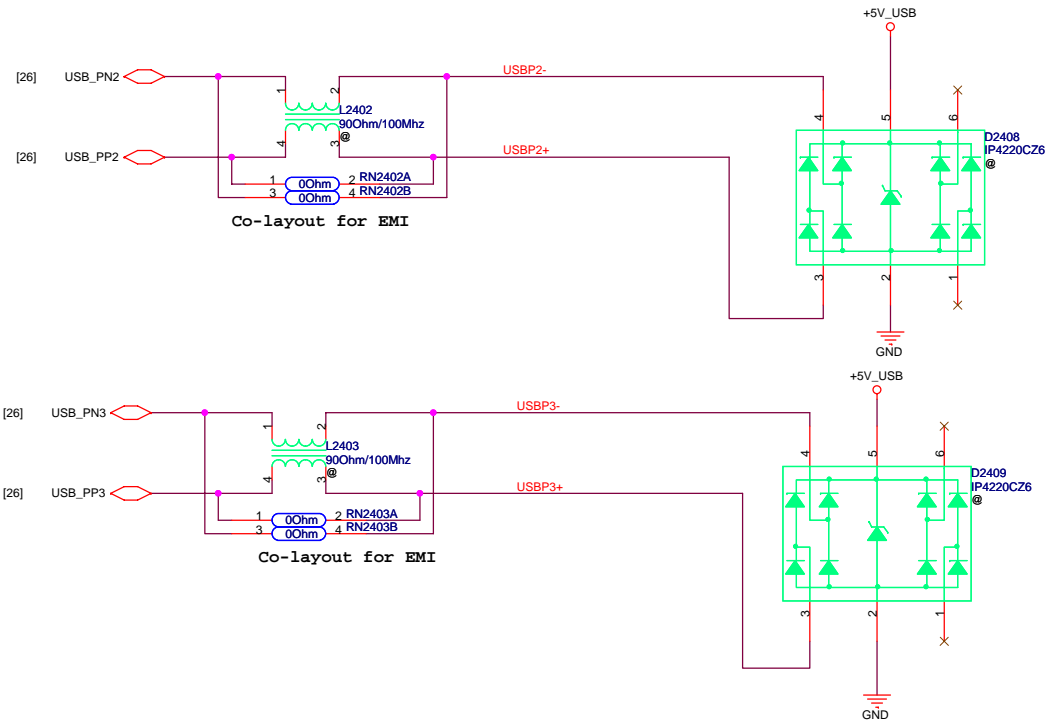 +5V_USB
[26] USB_PN2 USBP2-
1 2
L2402
90Ohm/100Mhz
@
4 3
[26] USB_PP2 USBP2+
1 0Ohm 2 RN2402A
3 0Ohm 4 RN2402B
Co-layout for EMI
4 5 6
D2408
IP4220CZ6
@
3 2 1
GND
+5V_USB
[26] USB_PN3 USBP3-
1 2
L2403
90Ohm/100Mhz
@
4 3
[26] USB_PP3 USBP3+
1 0Ohm 2 RN2403A
3 0Ohm 4 RN2403B
Co-layout for EMI
4 5 6
D2409
IP4220CZ6
@
3 2 1
GND